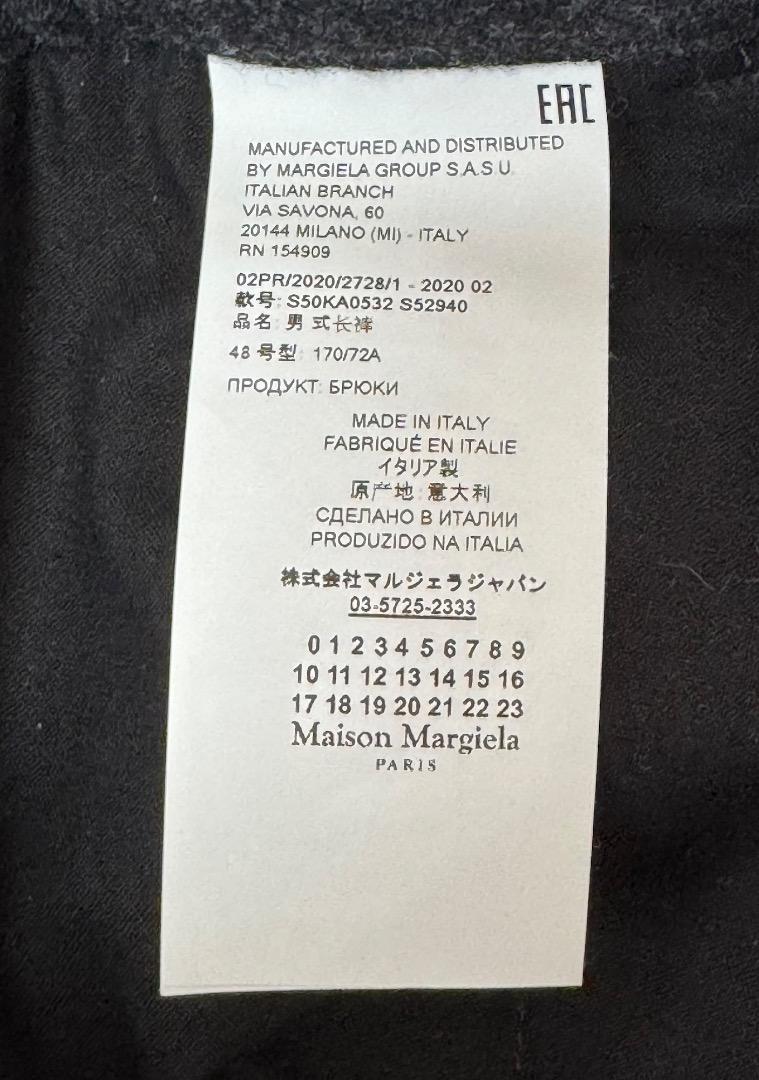 EAC
MANUFACTURED AND DISTRIBUTED
BY MARGIELA GROUP S.A.S.U.
ITALIAN BRANCH
VIA SAVONA, 60
20144 MILANO (MI) - ITALY
RN 154909
02PR/2020/2728/1 - 2020 02
款号: S50KA0532 S52940
品名: 男式长裤
48 号型: 170/72A
ПРОДУКТ: БРЮКИ
MADE IN ITALY
FABRIQUÉ EN ITALIE
イタリア製
原产地:意大利
СДЕЛАНО В ИТАЛИИ
PRODUZIDO NA ITALIA
株式会社マルジェラジャパン
03-5725-2333
0 1 2 3 4 5 6 7 8 9
10 11 12 13 14 15 16
17 18 19 20 21 22 23
Maison Margiela
PARIS